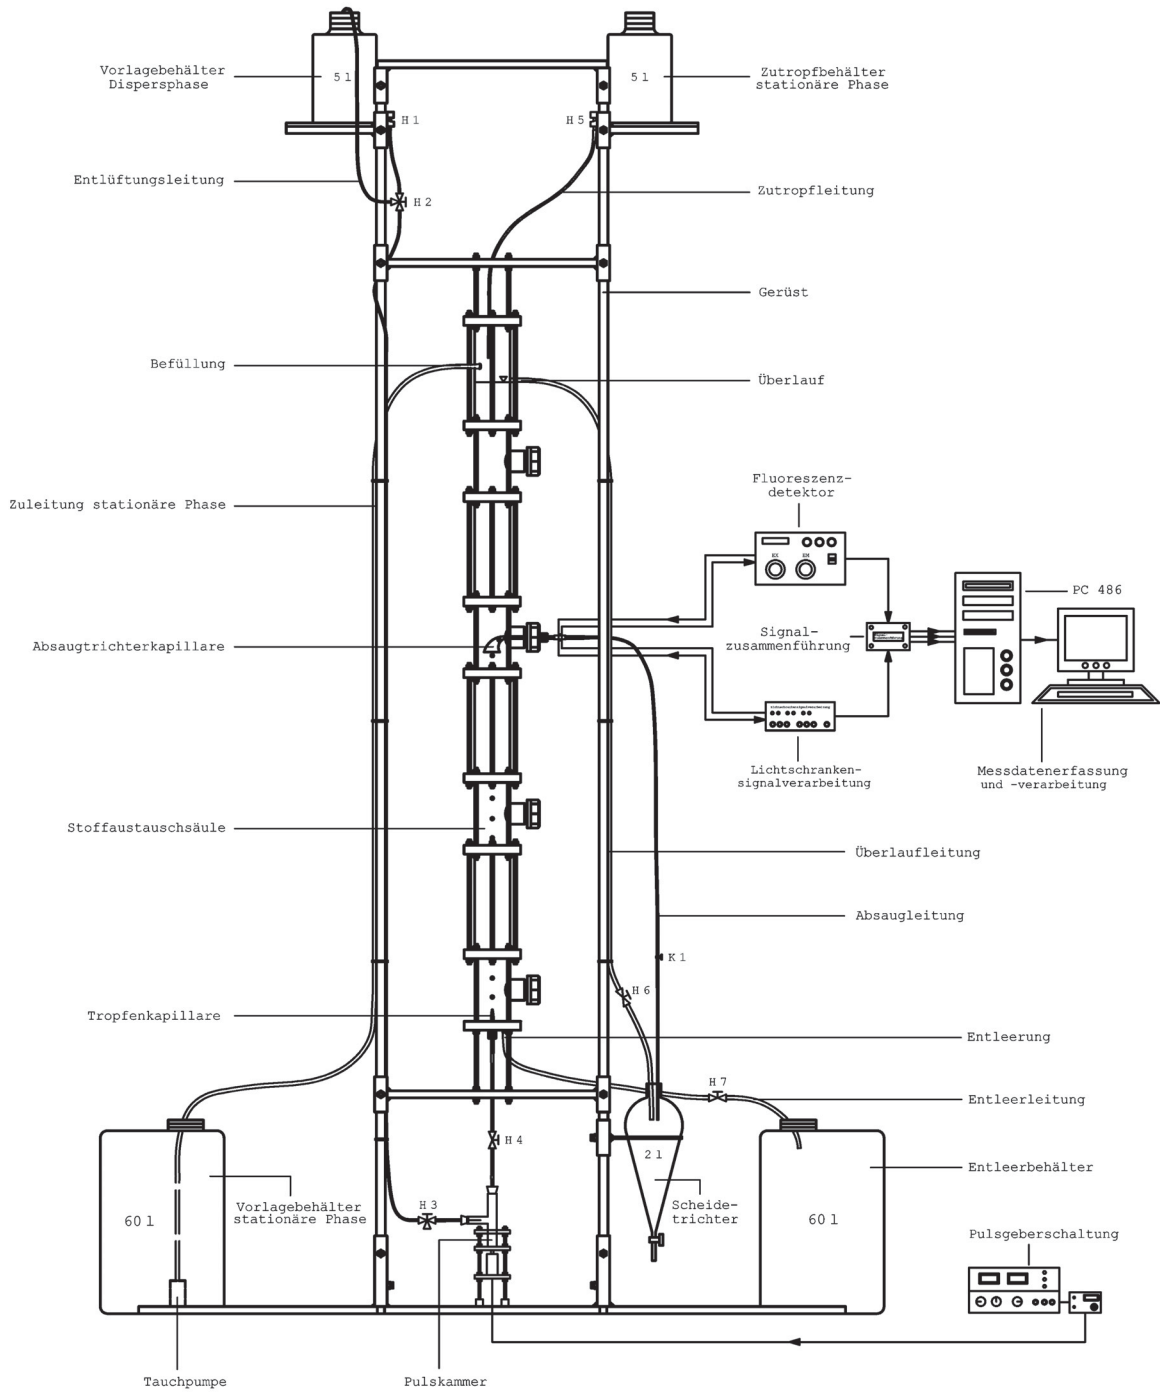 Vorlagebehälter
Dispersphase
5 l
5 l
Zutropfbehälter
stationäre Phase
H 1
H 5
Entlüftungsleitung
H 2
Zutropfleitung
Gerüst
Befüllung
Überlauf
Fluoreszenz-
detektor
Zuleitung stationäre Phase
EX
EM
PC 486
Absaugtrichterkapillare
Signal-
zusammenführung
Lichtschranken-
signalverarbeitung
Messdatenerfassung
und -verarbeitung
Stoffaustauschsäule
Überlaufleitung
Absaugleitung
K 1
H 6
Tropfenkapillare
Entleerung
H 7
Entleerleitung
H 4
2 l
Entleerbehälter
H 3
Vorlagebehälter
stationäre Phase
Scheide-
trichter
60 l
60 l
Pulsgeberschaltung
Tauchpumpe
Pulskammer